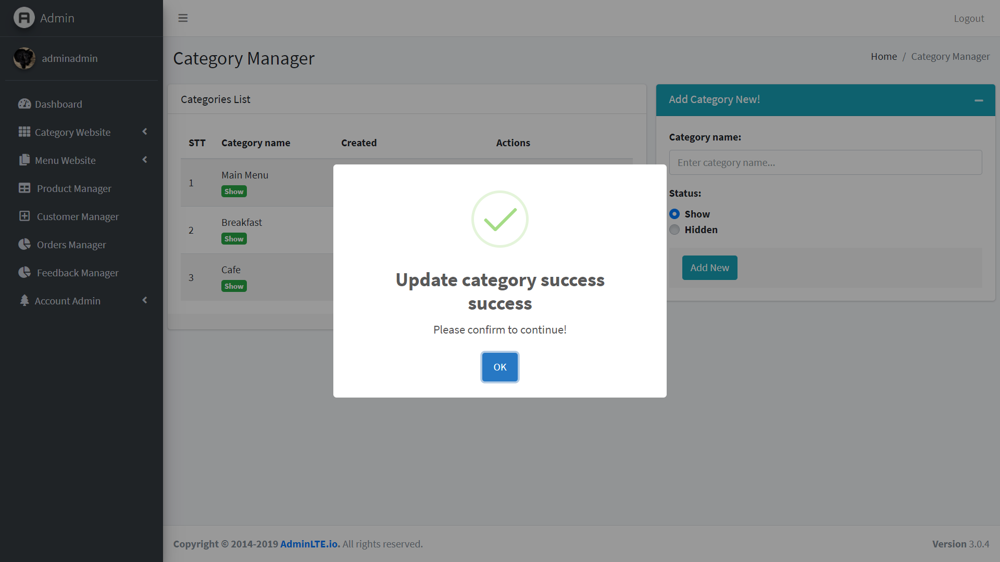 Admin
Logout
adminadmin
Category Manager
Home / Category Manager
Dashboard
Category Website
Menu Website
Product Manager
Customer Manager
Orders Manager
Feedback Manager
Account Admin
Categories List
STT Category name Created Actions
1 Main Menu
Show
2 Breakfast
Show
3 Cafe
Show
Add Category New!
Category name:
Enter category name...
Status:
Show
Hidden
Add New
Update category success
success
Please confirm to continue!
OK
Copyright © 2014-2019 AdminLTE.io. All rights reserved.
Version 3.0.4